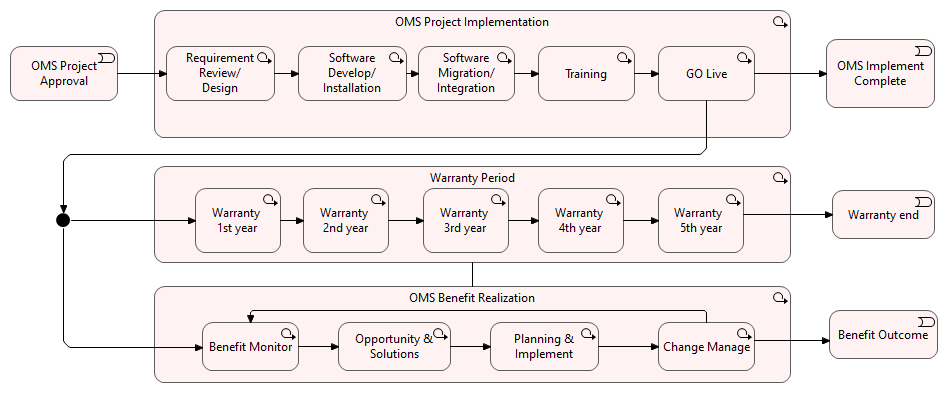 OMS Project Implementation
OMS Project
Approval
Requirement
Review/
Design
Software
Develop/
Installation
Software
Migration/
Integration
Training
GO Live
OMS Implement
Complete
Warranty Period
Warranty
1st year
Warranty
2nd year
Warranty
3rd year
Warranty
4th year
Warranty
5th year
Warranty end
OMS Benefit Realization
Benefit Monitor
Opportunity &
Solutions
Planning &
Implement
Change Manage
Benefit Outcome